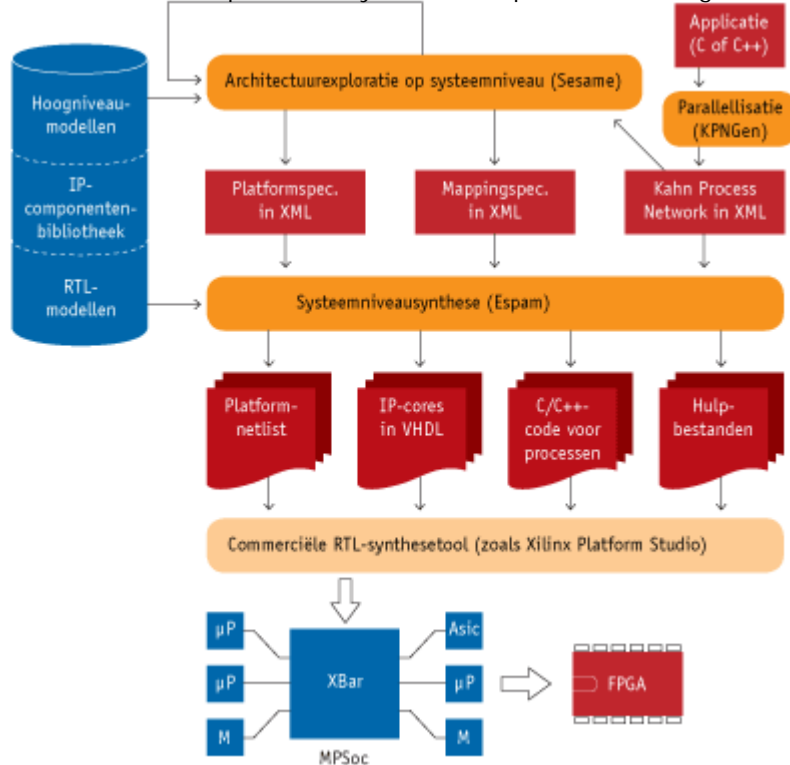 Applicatie
(C of C++)
Architectuurexploratie op systeemniveau (Sesame)
Parallellisatie
(KPNGen)
Hoogniveau-
modellen
IP-
componenten-
bibliotheek
RTL-
modellen
Platformspec.
in XML
Mappingspec.
in XML
Kahn Process
Network in XML
Systeemniveausynthese (Espam)
Platform-
netlist
IP-cores
in VHDL
C/C++-
code voor
processen
Hulp-
bestanden
Commerciële RTL-synthesetool (zoals Xilinx Platform Studio)
µP
Asic
µP
XBar
µP
FPGA
M
M
MPSoc